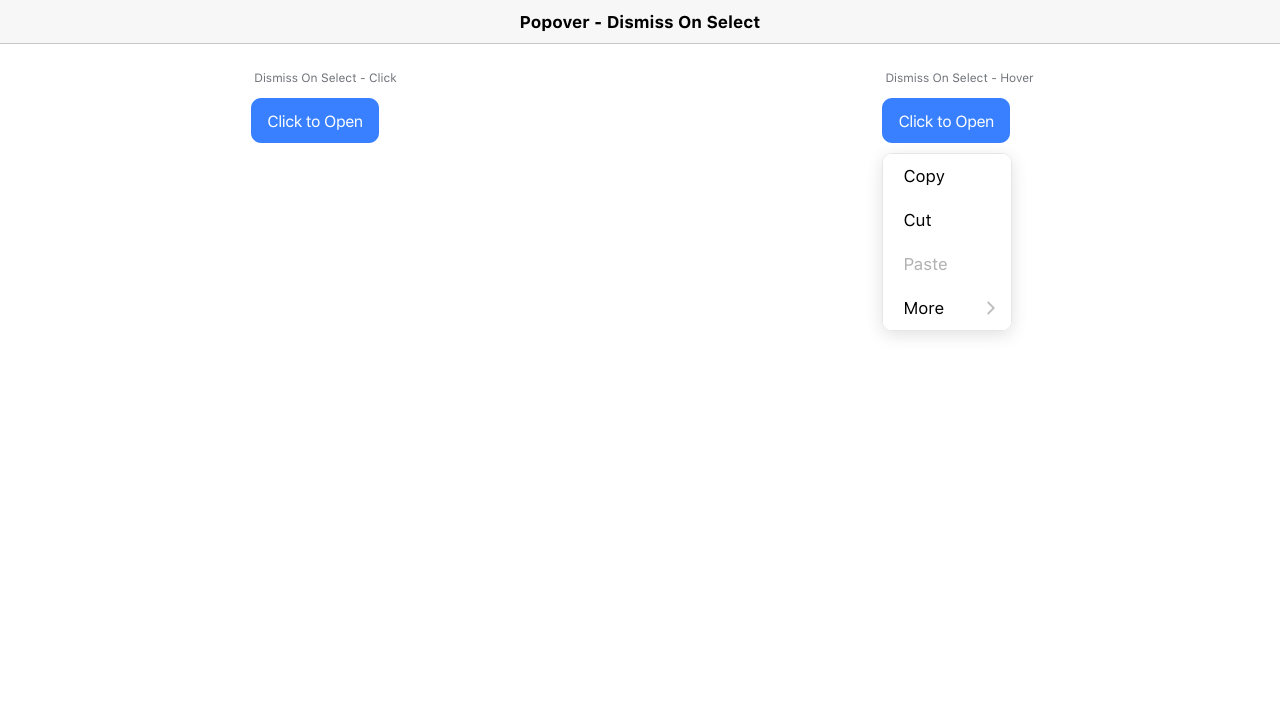 Popover - Dismiss On Select
Dismiss On Select - Click
Click to Open
Dismiss On Select - Hover
Click to Open
Copy
Cut
Paste
More